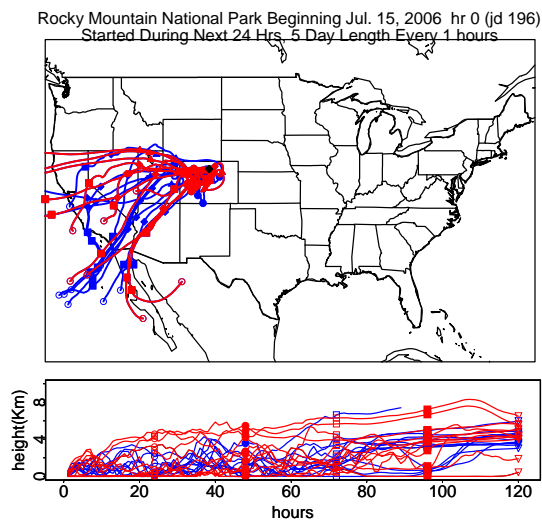 Rocky Mountain National Park Beginning Jul. 15, 2006 hr 0 (jd 196)
Started During Next 24 Hrs, 5 Day Length Every 1 hours
height(Km)
8
4
0
0 20 40 60 80 100 120
hours